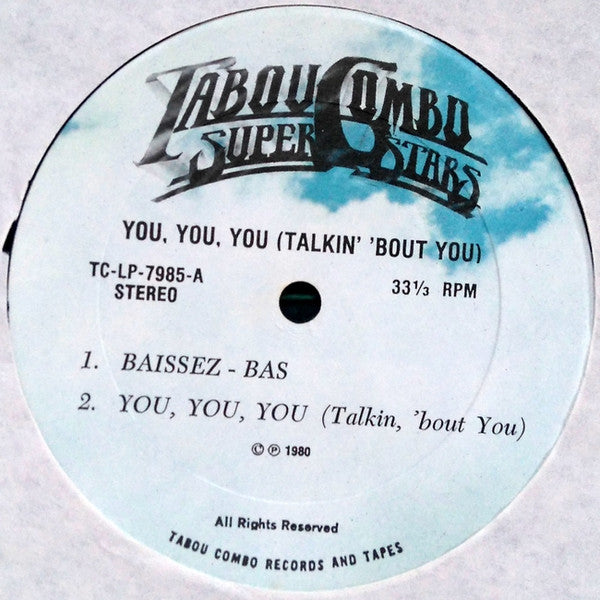 TABOU COMBO
SUPER STARS
YOU, YOU, YOU (TALKIN' 'BOUT YOU)
TC-LP-7985-A
STEREO
33⅓ RPM
1. BAISSEZ - BAS
2. YOU, YOU, YOU (Talkin, 'bout You)
© ℗ 1980
All Rights Reserved
TABOU COMBO RECORDS AND TAPES